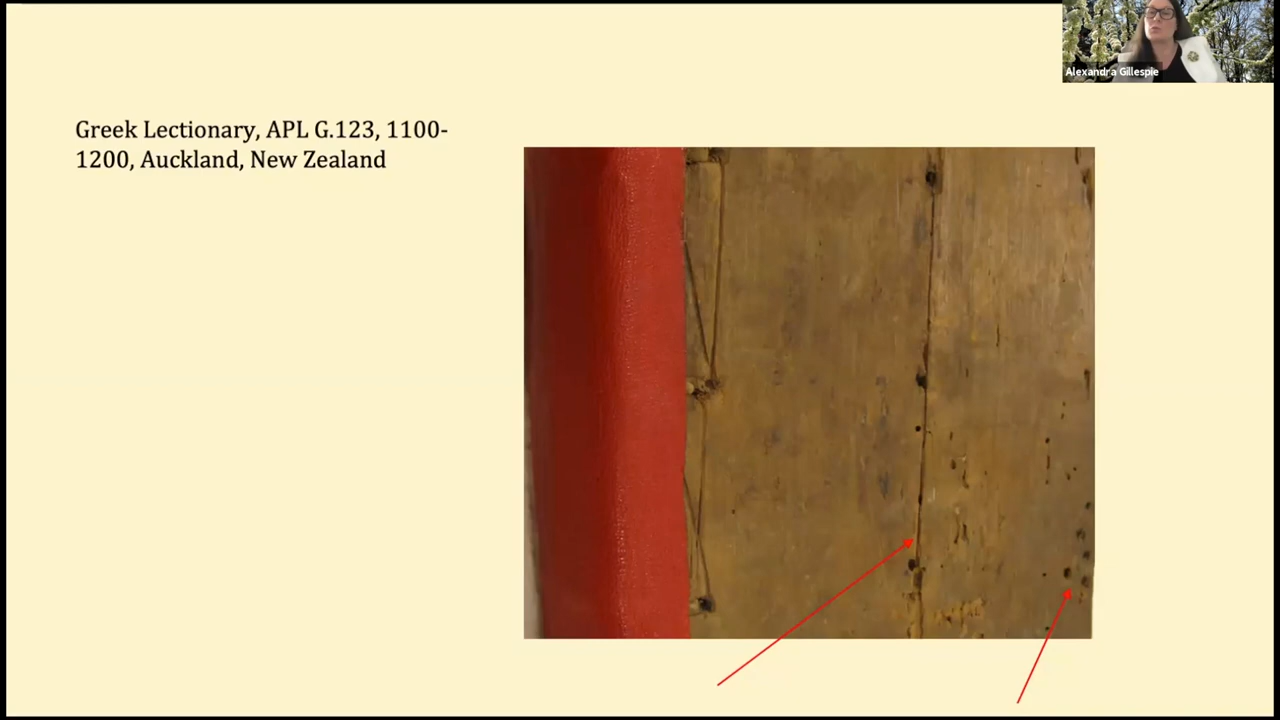 Alexandra Gillespie
Greek Lectionary, APL G.123, 1100-
1200, Auckland, New Zealand